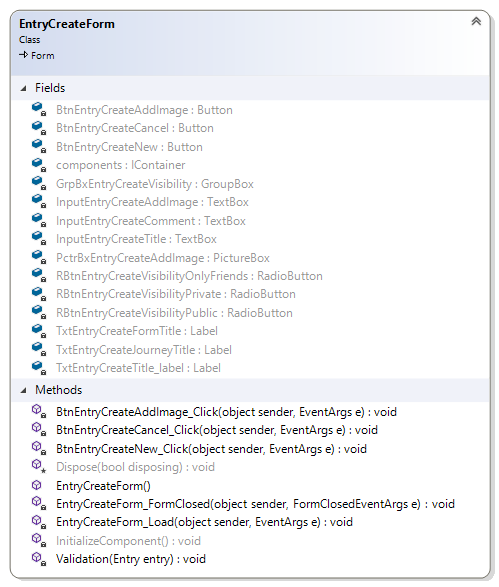 EntryCreateForm
Class
Form
Fields
BtnEntryCreateAddImage : Button
BtnEntryCreateCancel : Button
BtnEntryCreateNew : Button
components : IContainer
GrpBxEntryCreateVisibility : GroupBox
InputEntryCreateAddImage : TextBox
InputEntryCreateComment : TextBox
InputEntryCreateTitle : TextBox
PctrBxEntryCreateAddImage : PictureBox
RBtnEntryCreateVisibilityOnlyFriends : RadioButton
RBtnEntryCreateVisibilityPrivate : RadioButton
RBtnEntryCreateVisibilityPublic : RadioButton
TxtEntryCreateFormTitle : Label
TxtEntryCreateJourneyTitle : Label
TxtEntryCreateTitle_label : Label
Methods
BtnEntryCreateAddImage_Click(object sender, EventArgs e) : void
BtnEntryCreateCancel_Click(object sender, EventArgs e) : void
BtnEntryCreateNew_Click(object sender, EventArgs e) : void
Dispose(bool disposing) : void
EntryCreateForm()
EntryCreateForm_FormClosed(object sender, FormClosedEventArgs e) : void
EntryCreateForm_Load(object sender, EventArgs e) : void
InitializeComponent() : void
Validation(Entry entry) : void